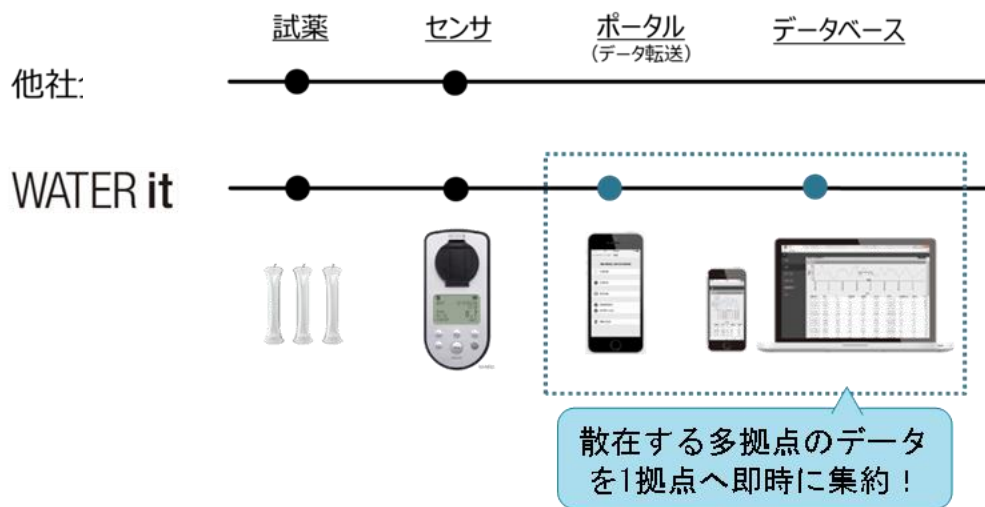 試薬
センサ
ポータル
(データ転送)
データベース
他社
WATER it
散在する多拠点のデータ
を1拠点へ即時に集約！